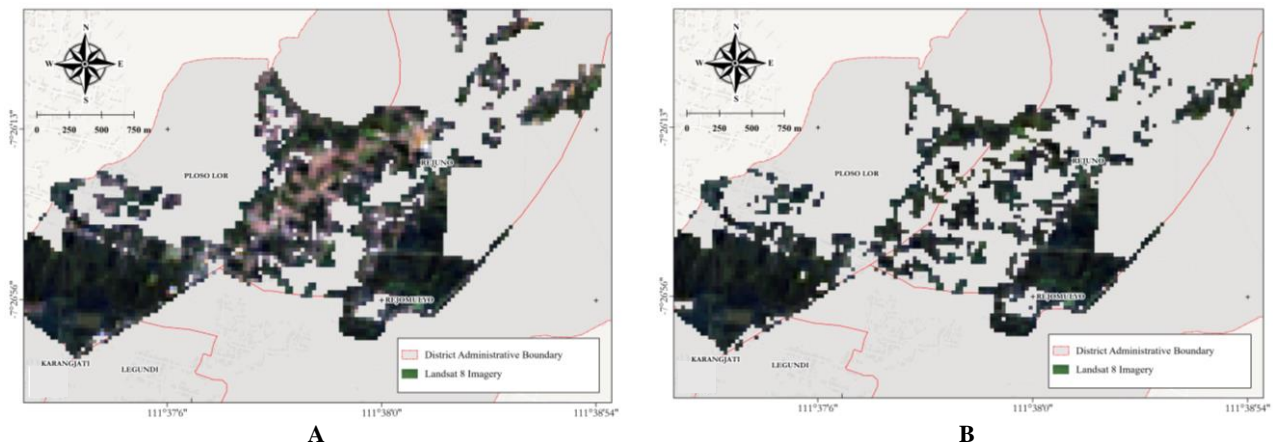 N
W E
S
0 250 500 750 m
-7°26'13"
-7°26'56"
PLOSO LOR
REJUNO
REJOMULYO
KARANGJATI
LEGUNDI
District Administrative Boundary
Landsat 8 Imagery
111°37'6" 111°38'0" 111°38'54"
A
N
W E
S
0 250 500 750 m
-7°26'13"
-7°26'56"
PLOSO LOR
REJUNO
REJOMULYO
KARANGJATI
LEGUNDI
District Administrative Boundary
Landsat 8 Imagery
111°37'6" 111°38'0" 111°38'54"
B